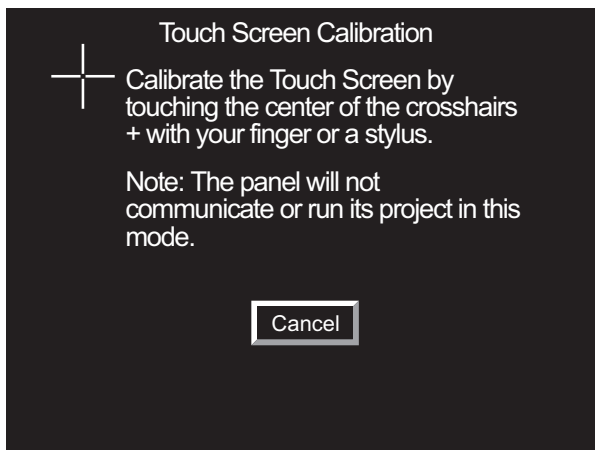 Touch Screen Calibration
Calibrate the Touch Screen by
touching the center of the crosshairs
+ with your finger or a stylus.
Note: The panel will not
communicate or run its project in this
mode.
Cancel